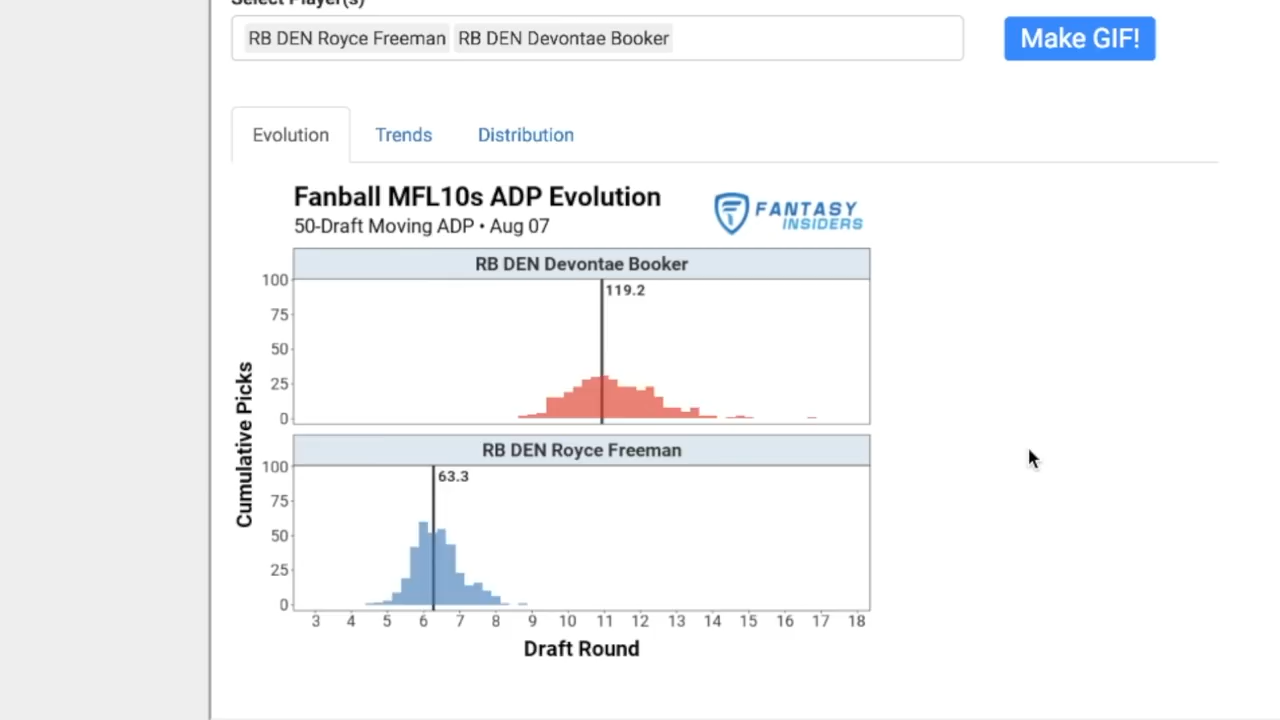 Select Player(s)
RB DEN Royce Freeman RB DEN Devontae Booker
Make GIF!
Evolution Trends Distribution
Fanball MFL10s ADP Evolution
50-Draft Moving ADP • Aug 07
FANTASY
INSIDERS
RB DEN Devontae Booker
100
75
50
25
0
119.2
RB DEN Royce Freeman
100
75
50
25
0
63.3
Cumulative Picks
3 4 5 6 7 8 9 10 11 12 13 14 15 16 17 18
Draft Round